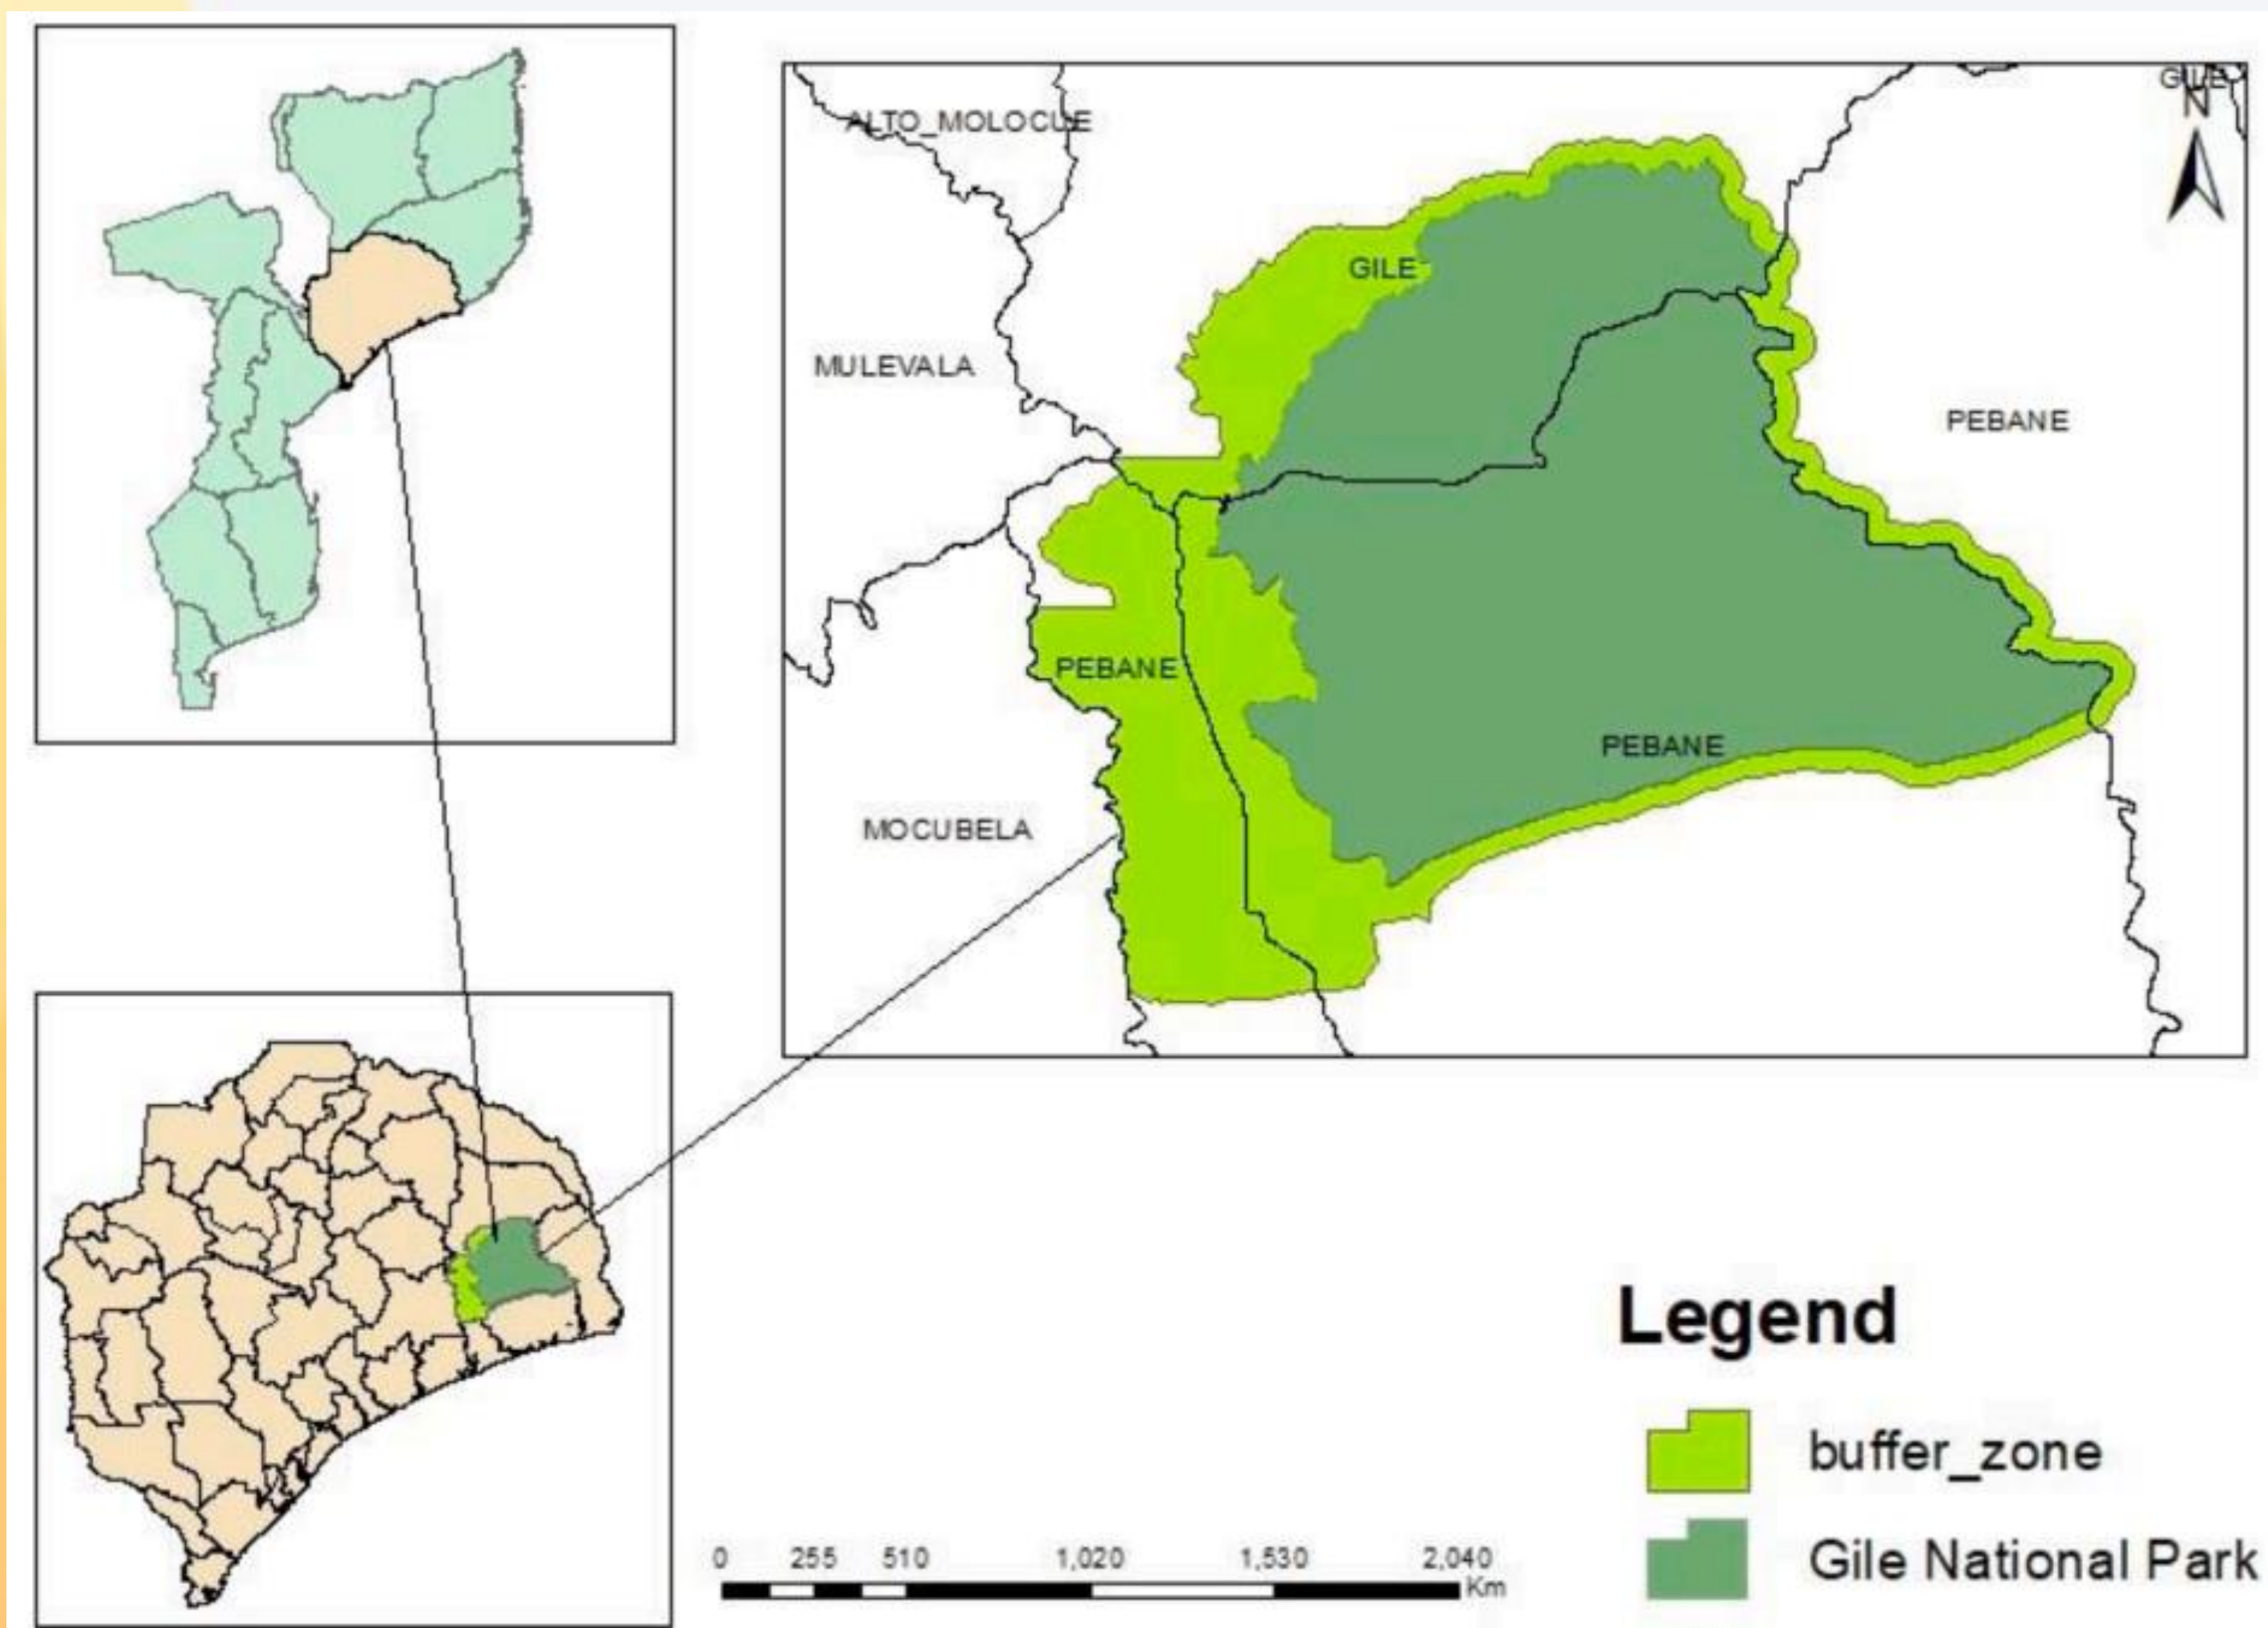 GILE
N
ALTO_MOLOCUE
GILE
MULEVALA
PEBANE
PEBANE
PEBANE
MOCUBELA
Legend
buffer_zone
Gile National Park
0 255 510 1,020 1,530 2,040
Km